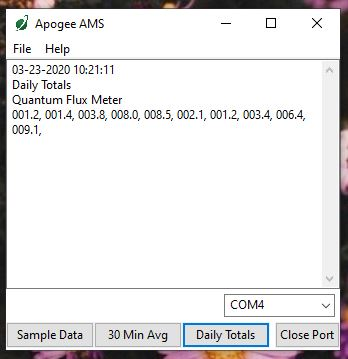 Apogee AMS
File Help
03-23-2020 10:21:11
Daily Totals
Quantum Flux Meter
001.2, 001.4, 003.8, 008.0, 008.5, 002.1, 001.2, 003.4, 006.4,
009.1,
COM4
Sample Data 30 Min Avg Daily Totals Close Port